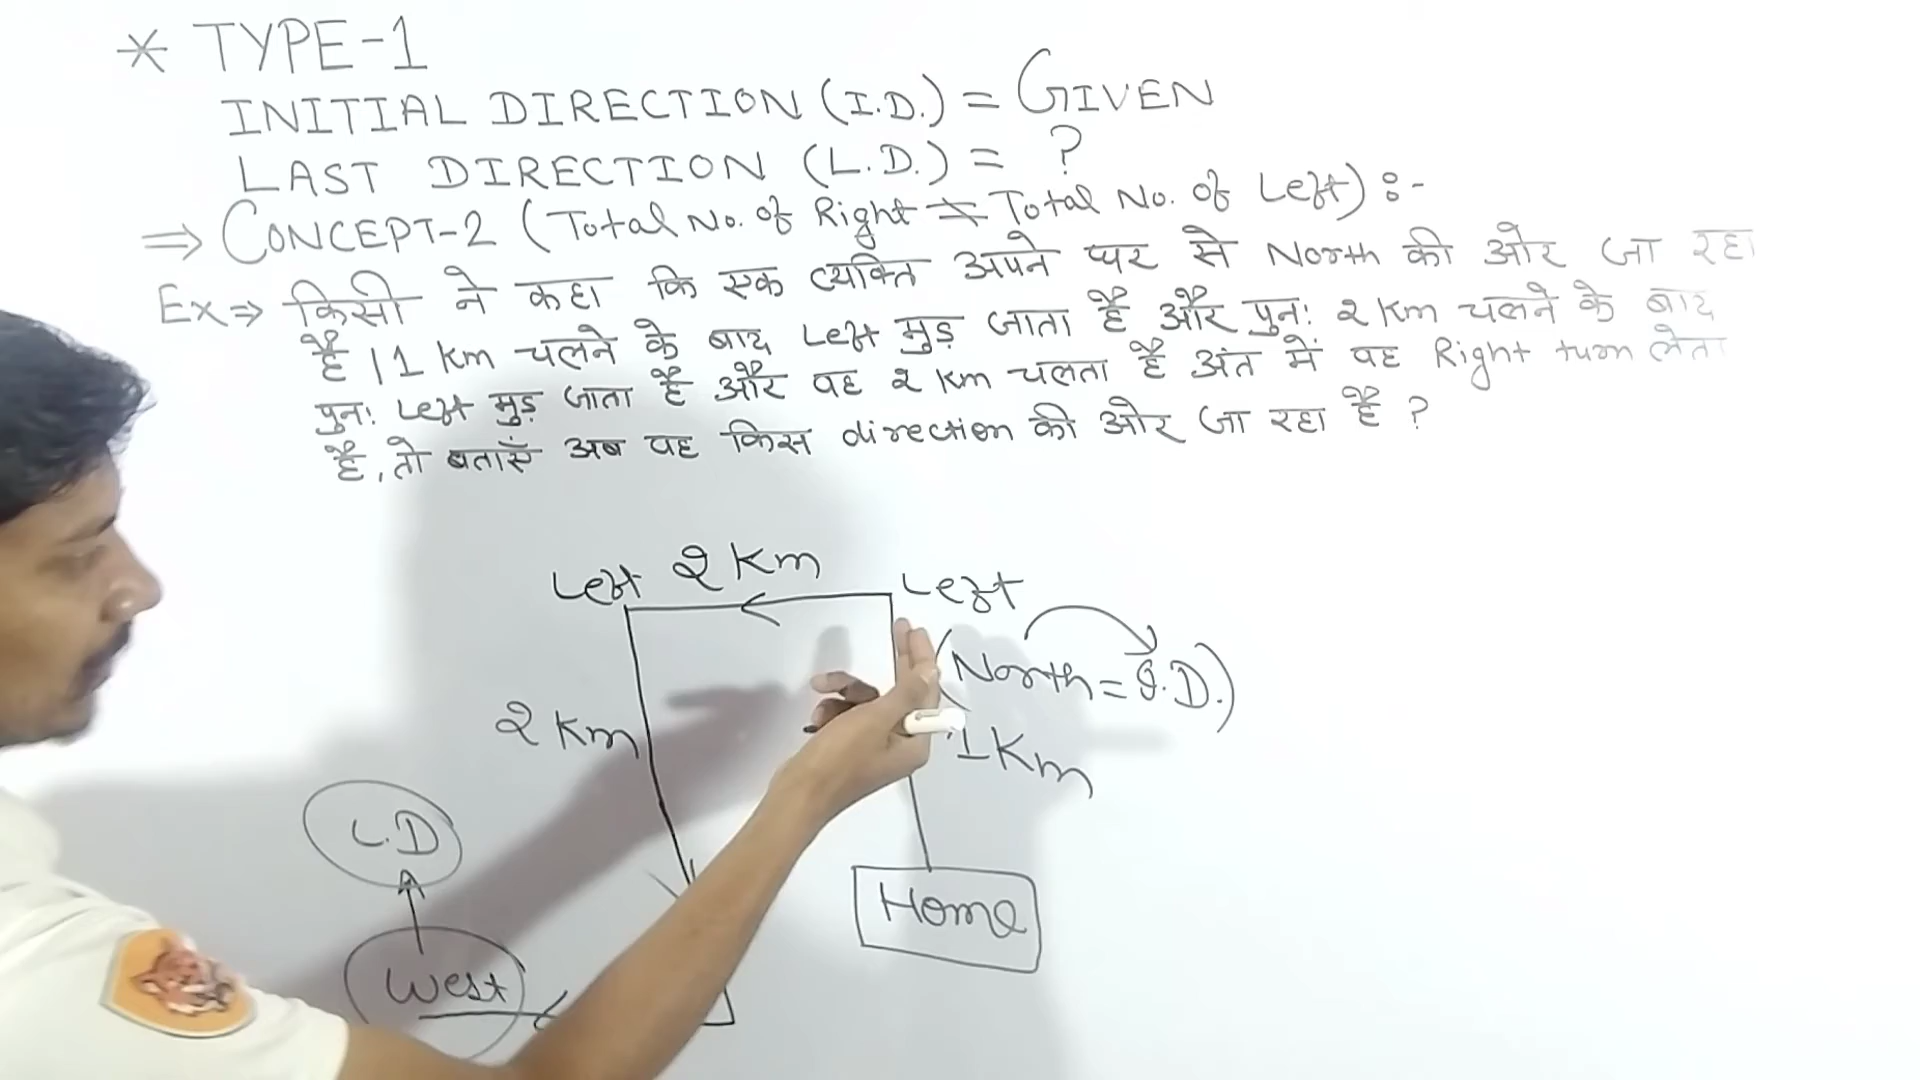 * TYPE-1
INITIAL DIRECTION (I.D.) = GIVEN
LAST DIRECTION (L.D.) = ?
⇒ CONCEPT-2 (Total No. of Right ≠ Total No. of Left) :-
Ex ⇒ किसी ने कहा कि एक व्यक्ति अपने घर से North की ओर जा रहा
है । 1 Km चलने के बाद Left मुड़ जाता है और पुनः 2 Km चलने के बाद
पुनः Left मुड़ जाता है और वह 2 Km चलता है अंत में वह Right turn लेता
है, तो बताएँ अब वह किस direction की ओर जा रहा है ?
Left 2 Km Left
(North = I.D.)
2 Km
1 Km
L.D
Home
West